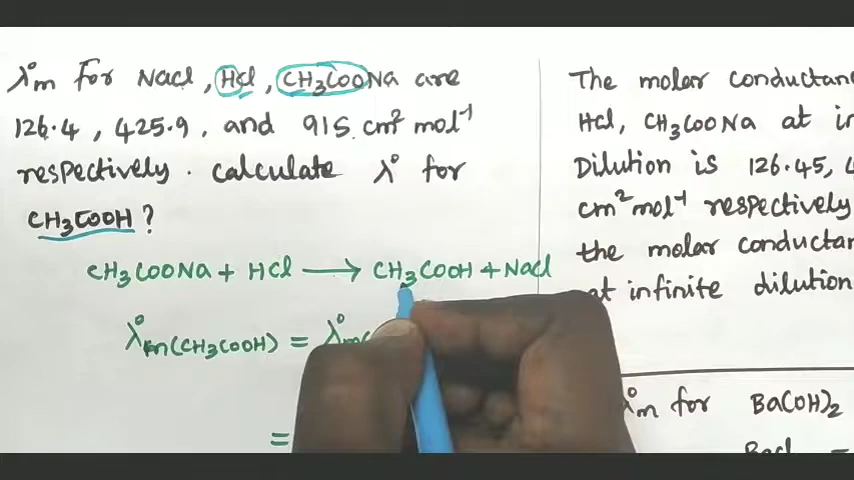 λ°m for Nacl, Hcl, CH3COONa are
126.4, 425.9, and 91S cm² mol⁻¹
respectively. calculate λ° for
CH3COOH?
CH3COONa + HCl → CH3COOH + Nacl
λ°m(CH3COOH) = λ°m(
=
The molar conductan
Hcl, CH3COONa at in
Dilution is 126.45, 4
cm² mol⁻¹ respectively
the molar conductan
at infinite dilution
λ°m for Ba(OH)2